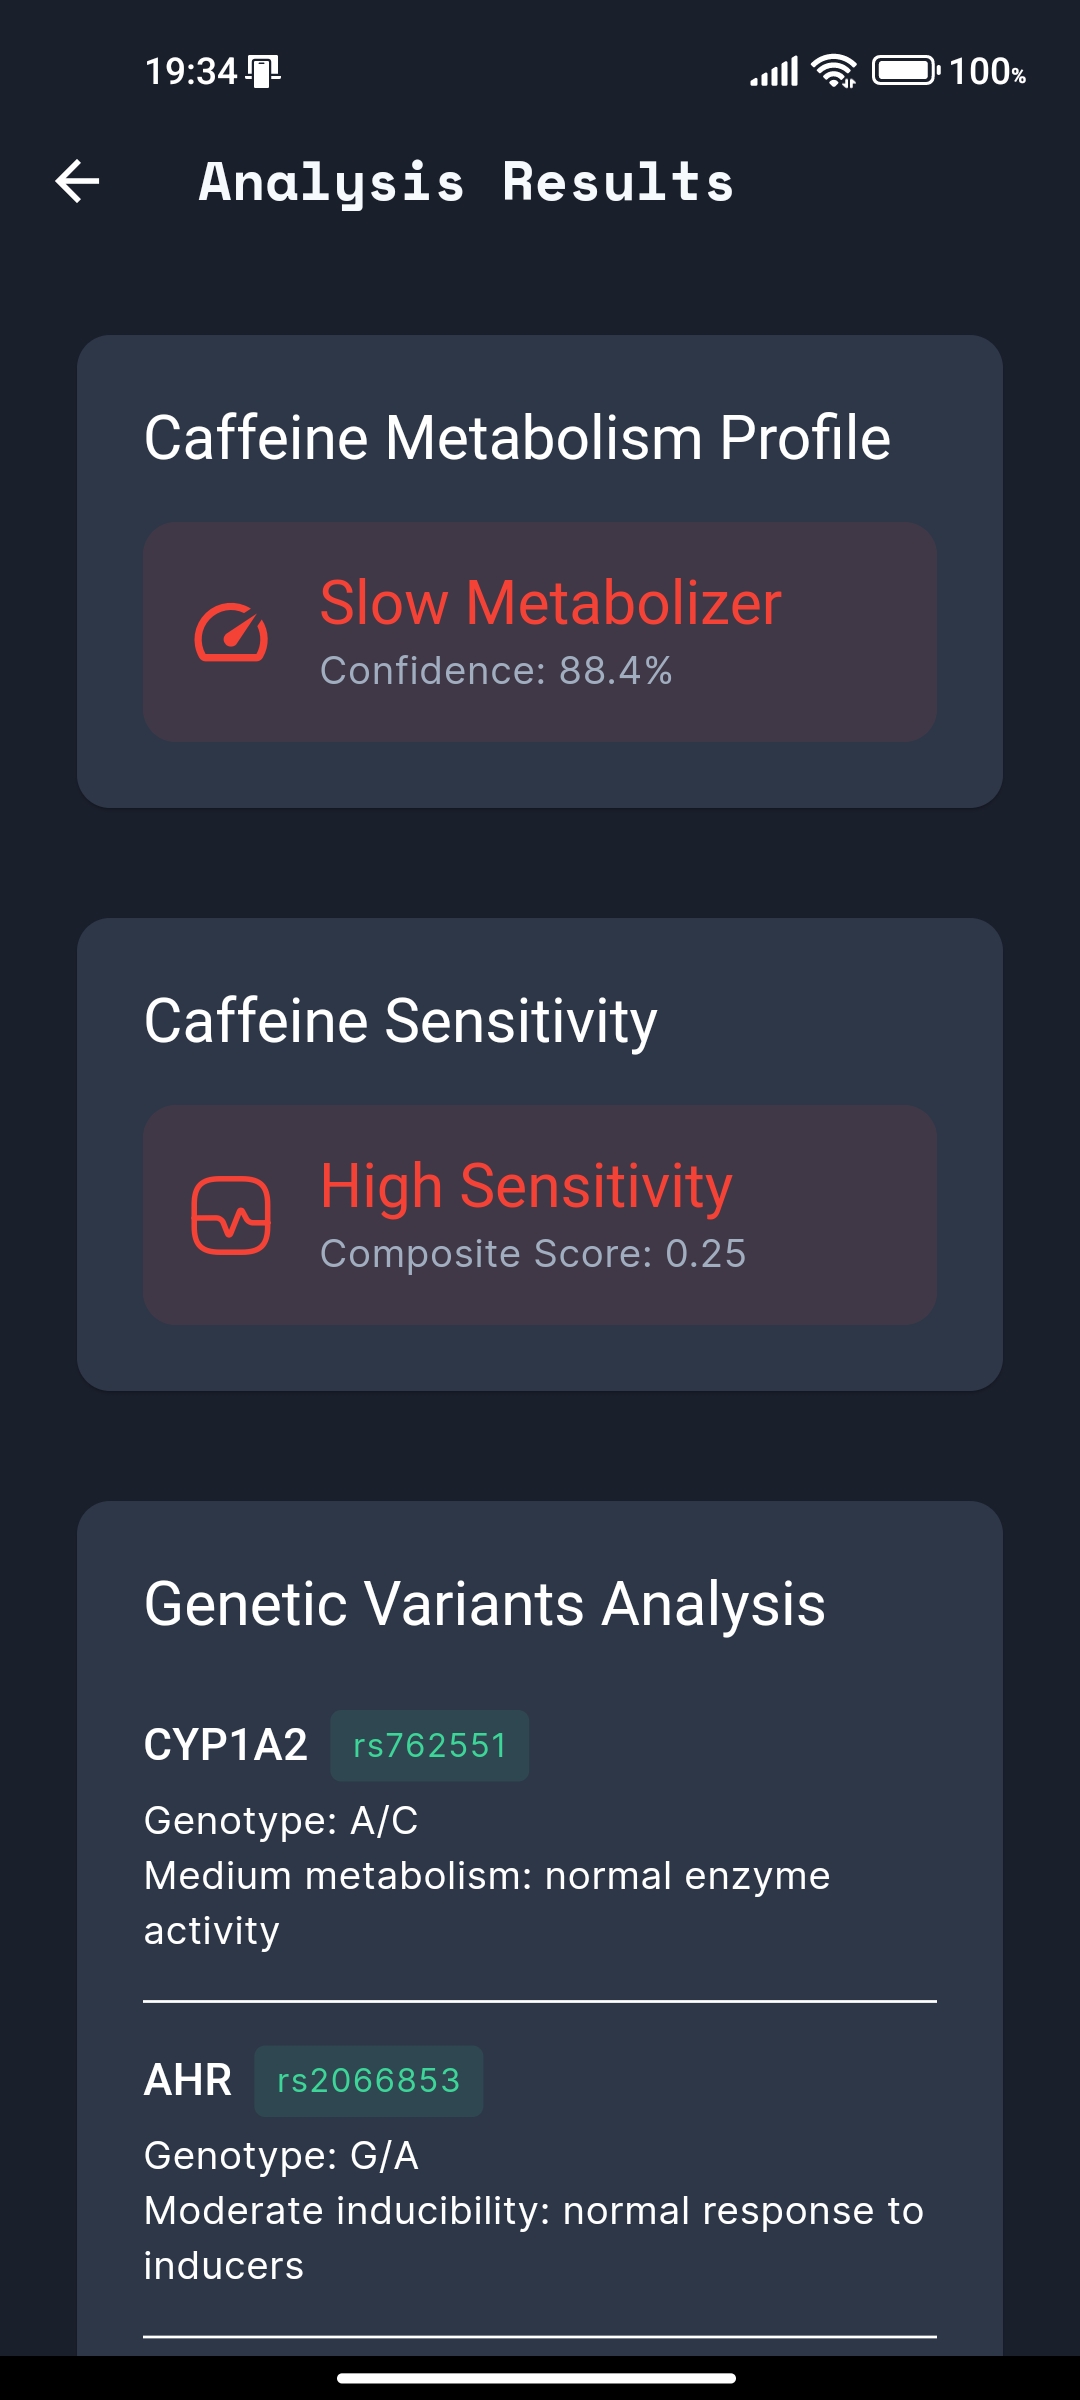 19:34
100%
Analysis Results
Caffeine Metabolism Profile
Slow Metabolizer
Confidence: 88.4%
Caffeine Sensitivity
High Sensitivity
Composite Score: 0.25
Genetic Variants Analysis
CYP1A2 rs762551
Genotype: A/C
Medium metabolism: normal enzyme
activity
AHR rs2066853
Genotype: G/A
Moderate inducibility: normal response to
inducers